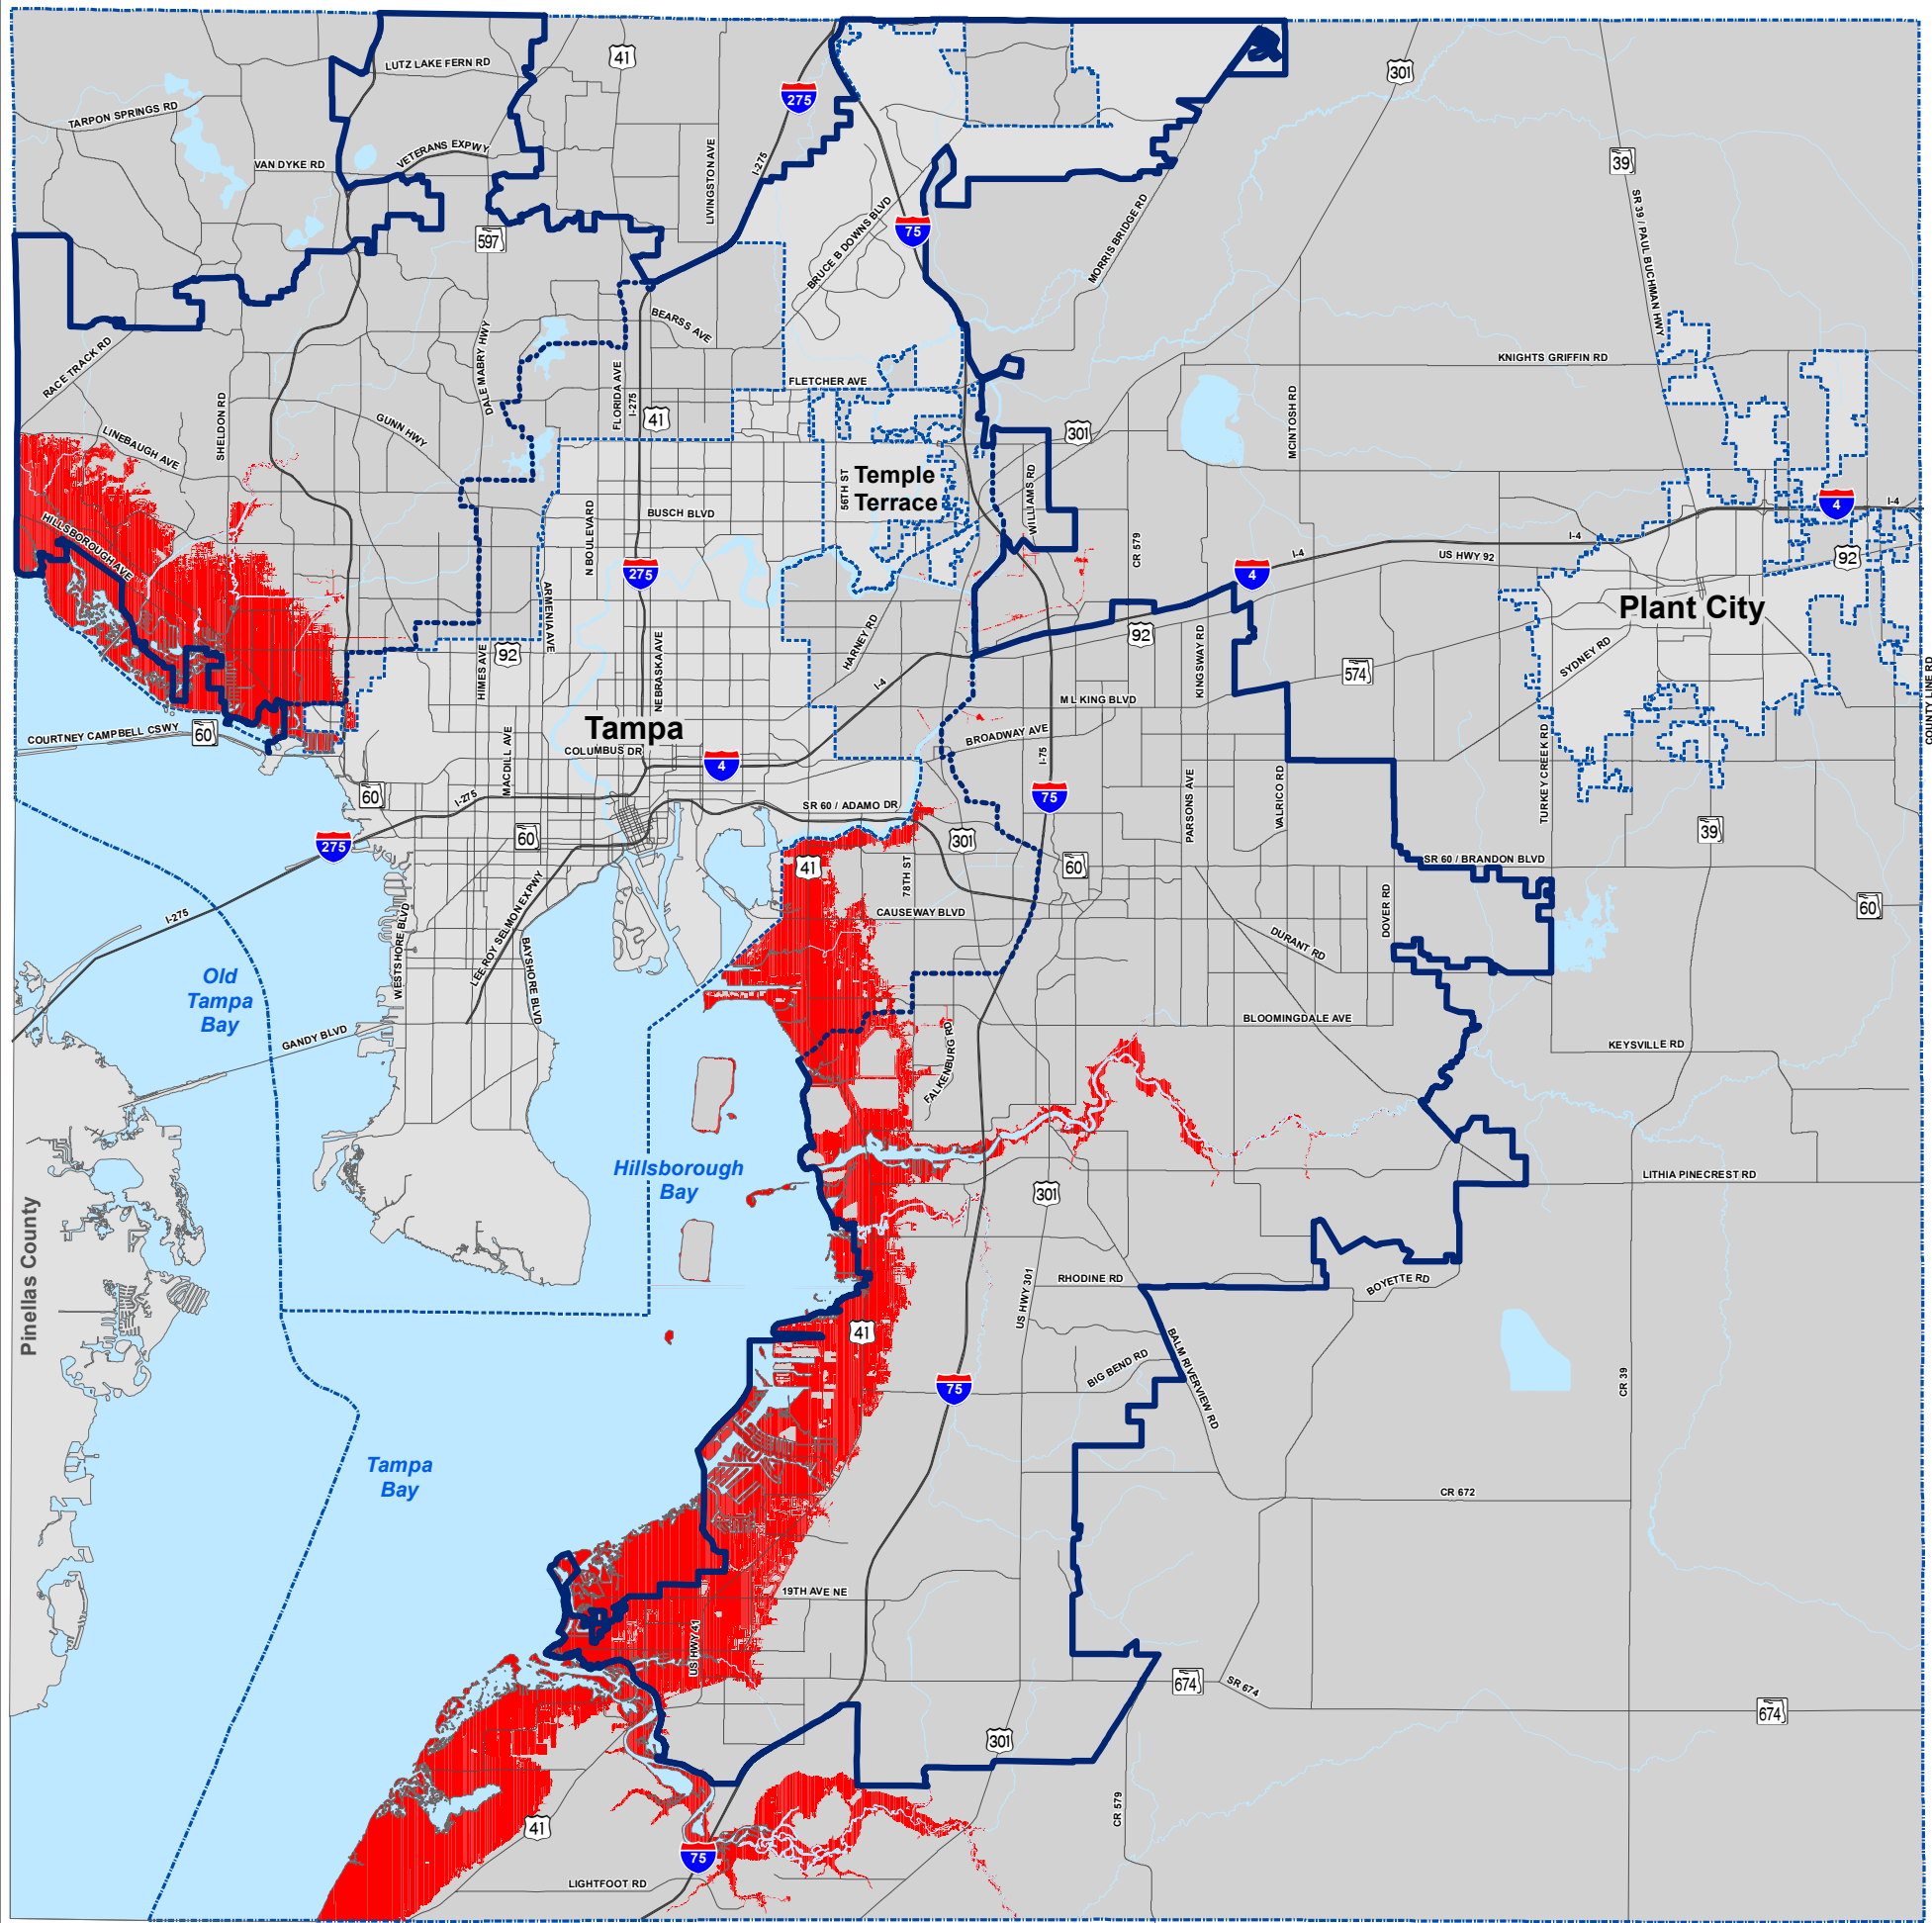 LUTZ LAKE FERN RD
41
301
275
TARPON SPRINGS RD
VETERANS EXPWY
VAN DYKE RD
LIVINGSTON AVE
I-275
39
SR 39 / PAUL BUCHMAN HWY
BRUCE B DOWNS BLVD
75
MORRIS BRIDGE RD
597
BEARSS AVE
RACE TRACK RD
DALE MABRY HWY
KNIGHTS GRIFFIN RD
FLETCHER AVE
SHELDON RD
FLORIDA AVE
I-275
41
MCINTOSH RD
GUNN HWY
LINEBAUGH AVE
301
Temple
Terrace
56TH ST
WILLIAMS RD
4
I-4
N BOULEVARD
BUSCH BLVD
HILLSBOROUGH AVE
CR 579
I-4
I-4
US HWY 92
92
275
4
ARMENIA AVE
Plant City
HARNEY RD
92
92
KINGSWAY RD
SYDNEY RD
574
HIMES AVE
NEBRASKA AVE
I-4
COUNTY LINE RD
M L KING BLVD
Tampa
COURTNEY CAMPBELL CSWY
60
BROADWAY AVE
COLUMBUS DR
MACDILL AVE
4
I-75
TURKEY CREEK RD
60
I-275
SR 60 / ADAMO DR
75
PARSONS AVE
VALRICO RD
39
275
60
301
41
60
SR 60 / BRANDON BLVD
78TH ST
60
DOVER RD
I-275
CAUSEWAY BLVD
WESTSHORE BLVD
LEE ROY SELMON EXPWY
BAYSHORE BLVD
DURANT RD
Old
Tampa
Bay
BLOOMINGDALE AVE
GANDY BLVD
FALKENBURG RD
KEYSVILLE RD
Hillsborough
Bay
LITHIA PINECREST RD
301
Pinellas County
RHODINE RD
BOYETTE RD
US HWY 301
41
BALM RIVERVIEW RD
BIG BEND RD
75
CR 39
Tampa
Bay
CR 672
19TH AVE NE
US HWY 41
674
SR 674
674
301
CR 579
41
75
LIGHTFOOT RD